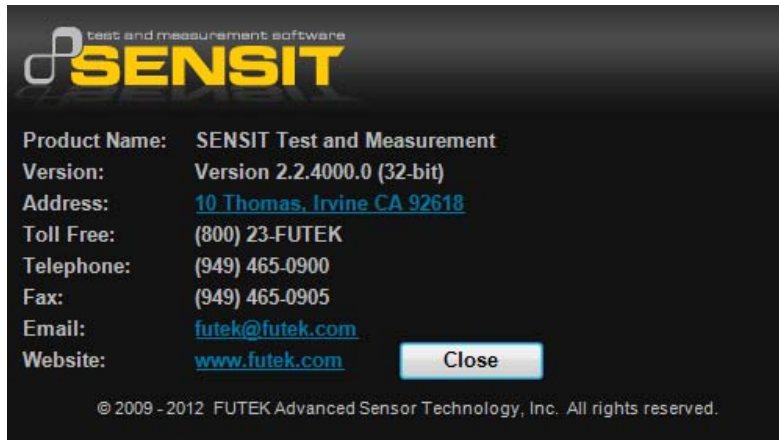 test and measurement software
SENSIT
Product Name: SENSIT Test and Measurement
Version: Version 2.2.4000.0 (32-bit)
Address: 10 Thomas, Irvine CA 92618
Toll Free: (800) 23-FUTEK
Telephone: (949) 465-0900
Fax: (949) 465-0905
Email: futek@futek.com
Website: www.futek.com Close
© 2009 - 2012 FUTEK Advanced Sensor Technology, Inc. All rights reserved.